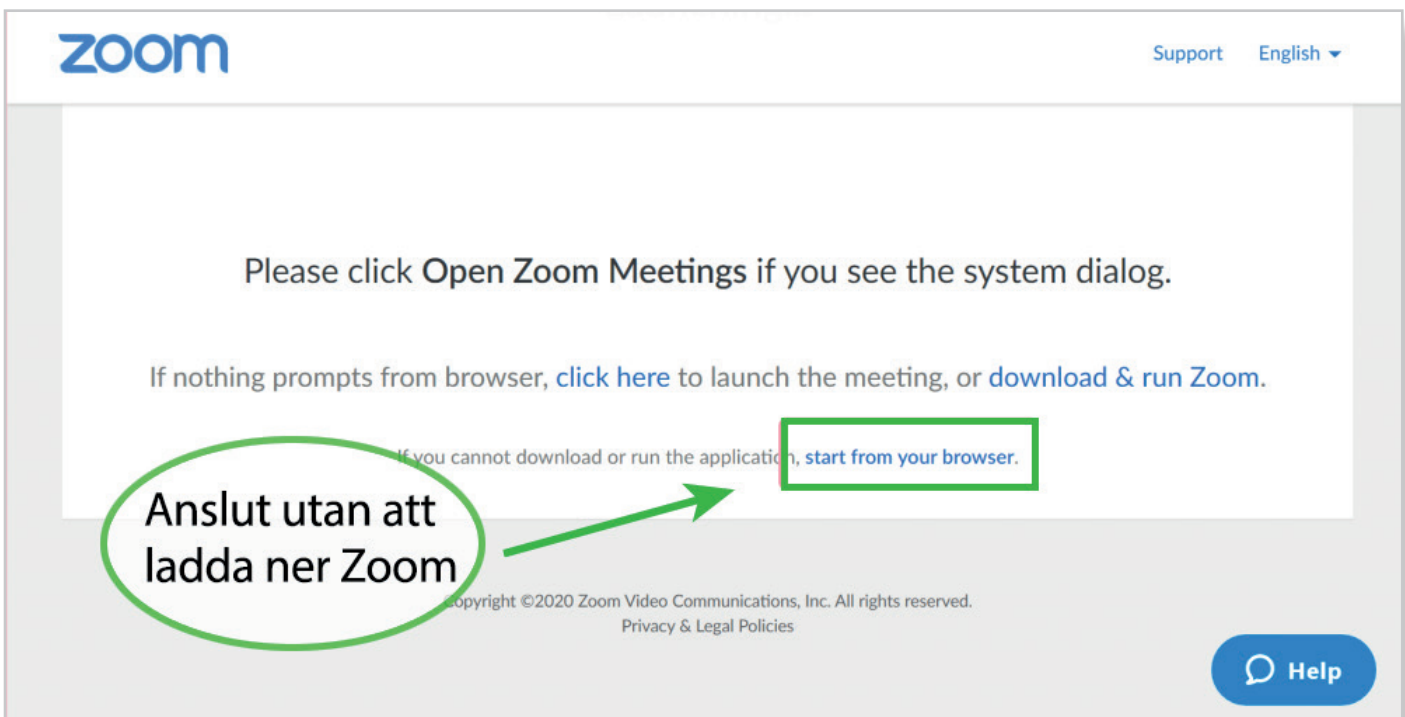 zoom
Support English
Please click Open Zoom Meetings if you see the system dialog.
If nothing prompts from browser, click here to launch the meeting, or download & run Zoom.
If you cannot download or run the application, start from your browser.
Anslut utan att
ladda ner Zoom
Copyright ©2020 Zoom Video Communications, Inc. All rights reserved.
Privacy & Legal Policies
Help